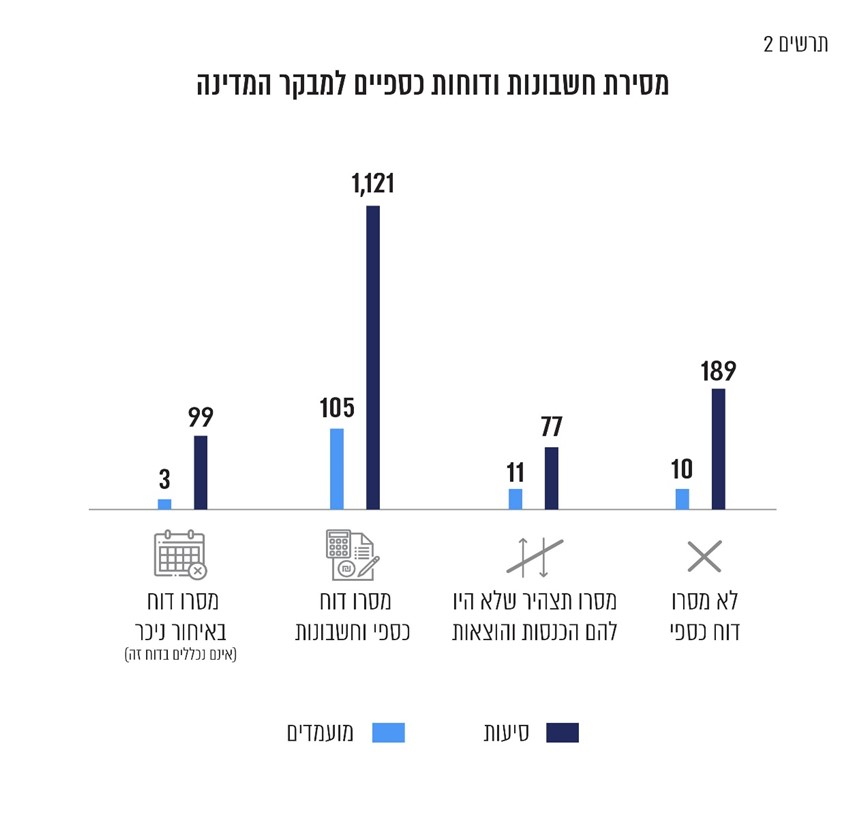 תרשים 2
מסירת חשבונות ודוחות כספיים למבקר המדינה
189
10
לא מסרו
דוח כספי
77
11
מסרו תצהיר שלא היו
להם הכנסות והוצאות
1,121
105
₪
מסרו דוח
כספי וחשבונות
99
3
מסרו דוח
באיחור ניכר
(אינם נכללים בדוח זה)
סיעות
מועמדים